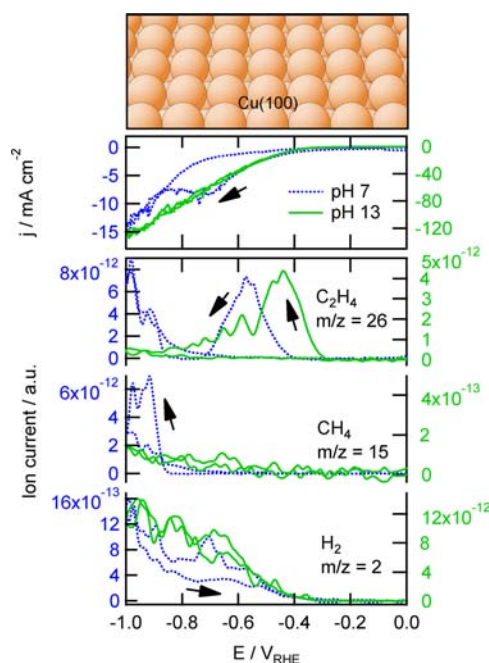 Cu(100)
j / mA cm⁻²
0
-5
-10
-15
pH 7
pH 13
0
-40
-80
-120
Ion current / a.u.
8x10⁻¹²
6
4
2
0
C₂H₄
m/z = 26
5x10⁻¹²
4
3
2
1
0
6x10⁻¹²
4
2
0
CH₄
m/z = 15
4x10⁻¹³
2
0
16x10⁻¹³
12
8
4
0
H₂
m/z = 2
12x10⁻¹²
8
4
0
-1.0 -0.8 -0.6 -0.4 -0.2 0.0
E / V_RHE